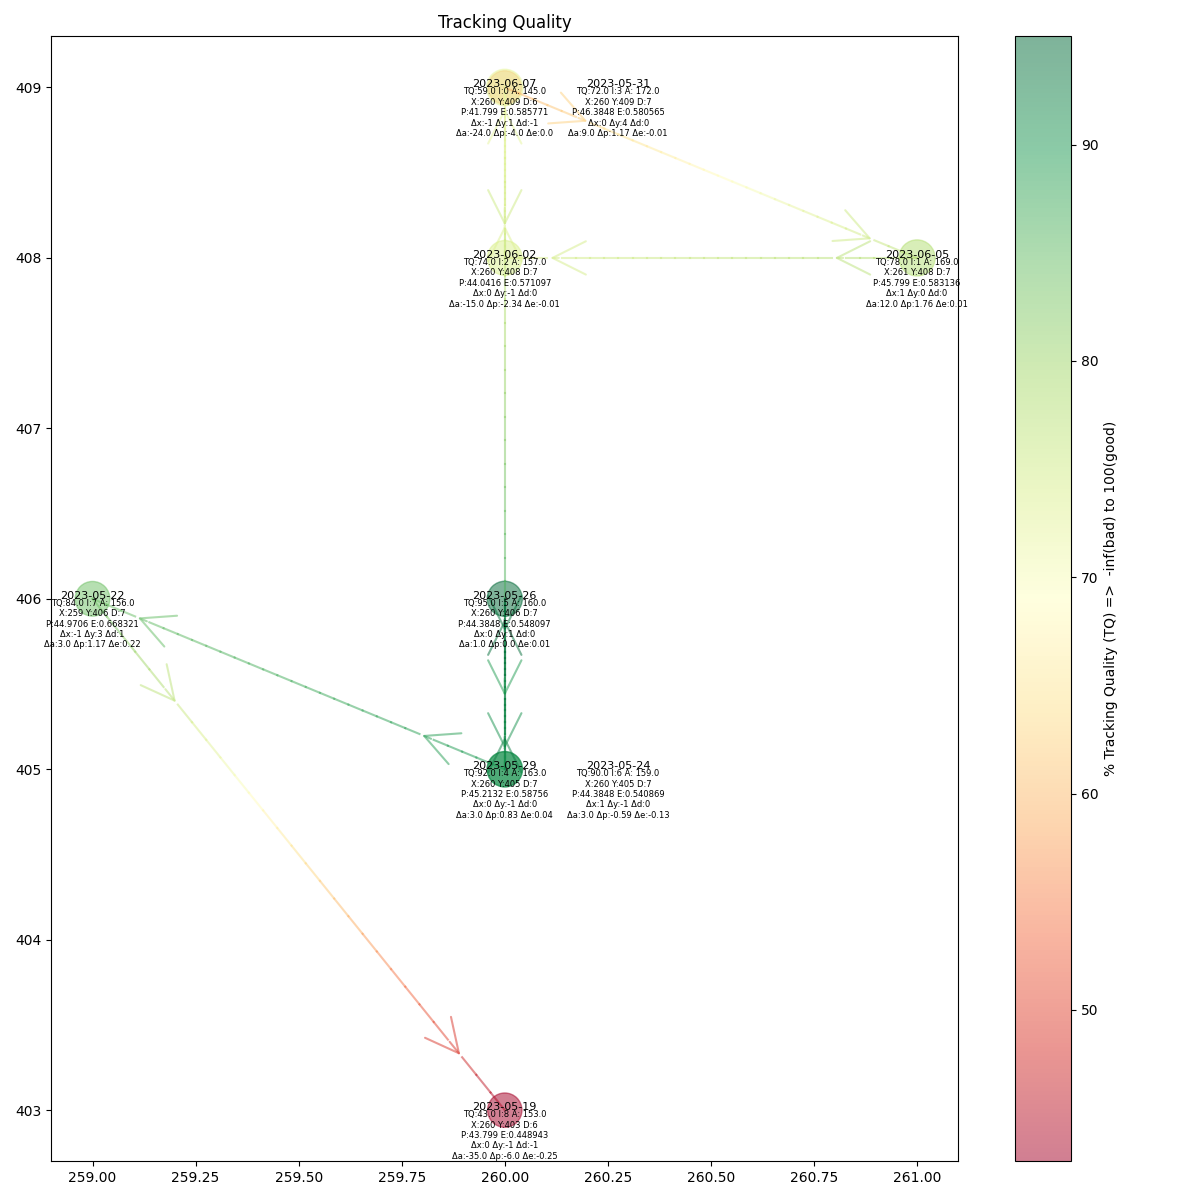 Tracking Quality
409
408
407
406
405
404
403
259.00
259.25
259.50
259.75
260.00
260.25
260.50
260.75
261.00
2023-06-07
TQ:59.0 I:0 A: 145.0
X:260 Y:409 D:6
P:41.799 E:0.585771
Δx:-1 Δy:1 Δd:-1
Δa:-24.0 Δp:-4.0 Δe:0.0
2023-05-31
TQ:72.0 I:3 A: 172.0
X:260 Y:409 D:7
P:46.3848 E:0.580565
Δx:0 Δy:4 Δd:0
Δa:9.0 Δp:1.17 Δe:-0.01
2023-06-02
TQ:74.0 I:2 A: 157.0
X:260 Y:408 D:7
P:44.0416 E:0.571097
Δx:0 Δy:-1 Δd:0
Δa:-15.0 Δp:-2.34 Δe:-0.01
2023-06-05
TQ:78.0 I:1 A: 169.0
X:261 Y:408 D:7
P:45.799 E:0.583136
Δx:1 Δy:0 Δd:0
Δa:12.0 Δp:1.76 Δe:0.01
2023-05-22
TQ:84.0 I:7 A: 156.0
X:259 Y:406 D:7
P:44.9706 E:0.668321
Δx:-1 Δy:3 Δd:1
Δa:3.0 Δp:1.17 Δe:0.22
2023-05-26
TQ:95.0 I:5 A: 160.0
X:260 Y:406 D:7
P:44.3848 E:0.548097
Δx:0 Δy:1 Δd:0
Δa:1.0 Δp:0.0 Δe:0.01
2023-05-29
TQ:92.0 I:4 A: 163.0
X:260 Y:405 D:7
P:45.2132 E:0.58756
Δx:0 Δy:-1 Δd:0
Δa:3.0 Δp:0.83 Δe:0.04
2023-05-24
TQ:90.0 I:6 A: 159.0
X:260 Y:405 D:7
P:44.3848 E:0.540869
Δx:1 Δy:-1 Δd:0
Δa:3.0 Δp:-0.59 Δe:-0.13
2023-05-19
TQ:43.0 I:8 A: 153.0
X:260 Y:403 D:6
P:43.799 E:0.448943
Δx:0 Δy:-1 Δd:-1
Δa:-35.0 Δp:-6.0 Δe:-0.25
90
80
70
60
50
% Tracking Quality (TQ) => -inf(bad) to 100(good)